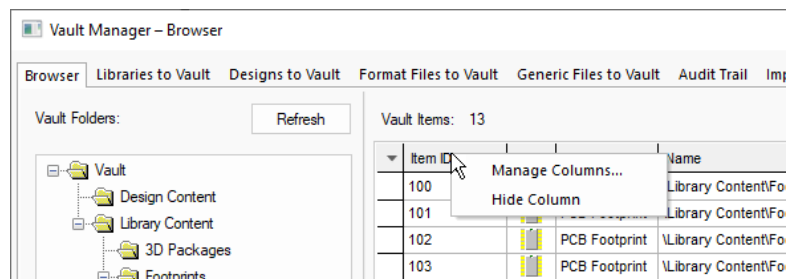 Vault Manager – Browser
Browser Libraries to Vault Designs to Vault Format Files to Vault Generic Files to Vault Audit Trail
Vault Folders: Refresh
Vault
Design Content
Library Content
3D Packages
Footprints
Vault Items: 13
Item ID Name
Manage Columns...
Hide Column
100 \Library Content\Fo
101 PCB Footprint \Library Content\Fo
102 PCB Footprint \Library Content\Fo
103 PCB Footprint \Library Content\Fo